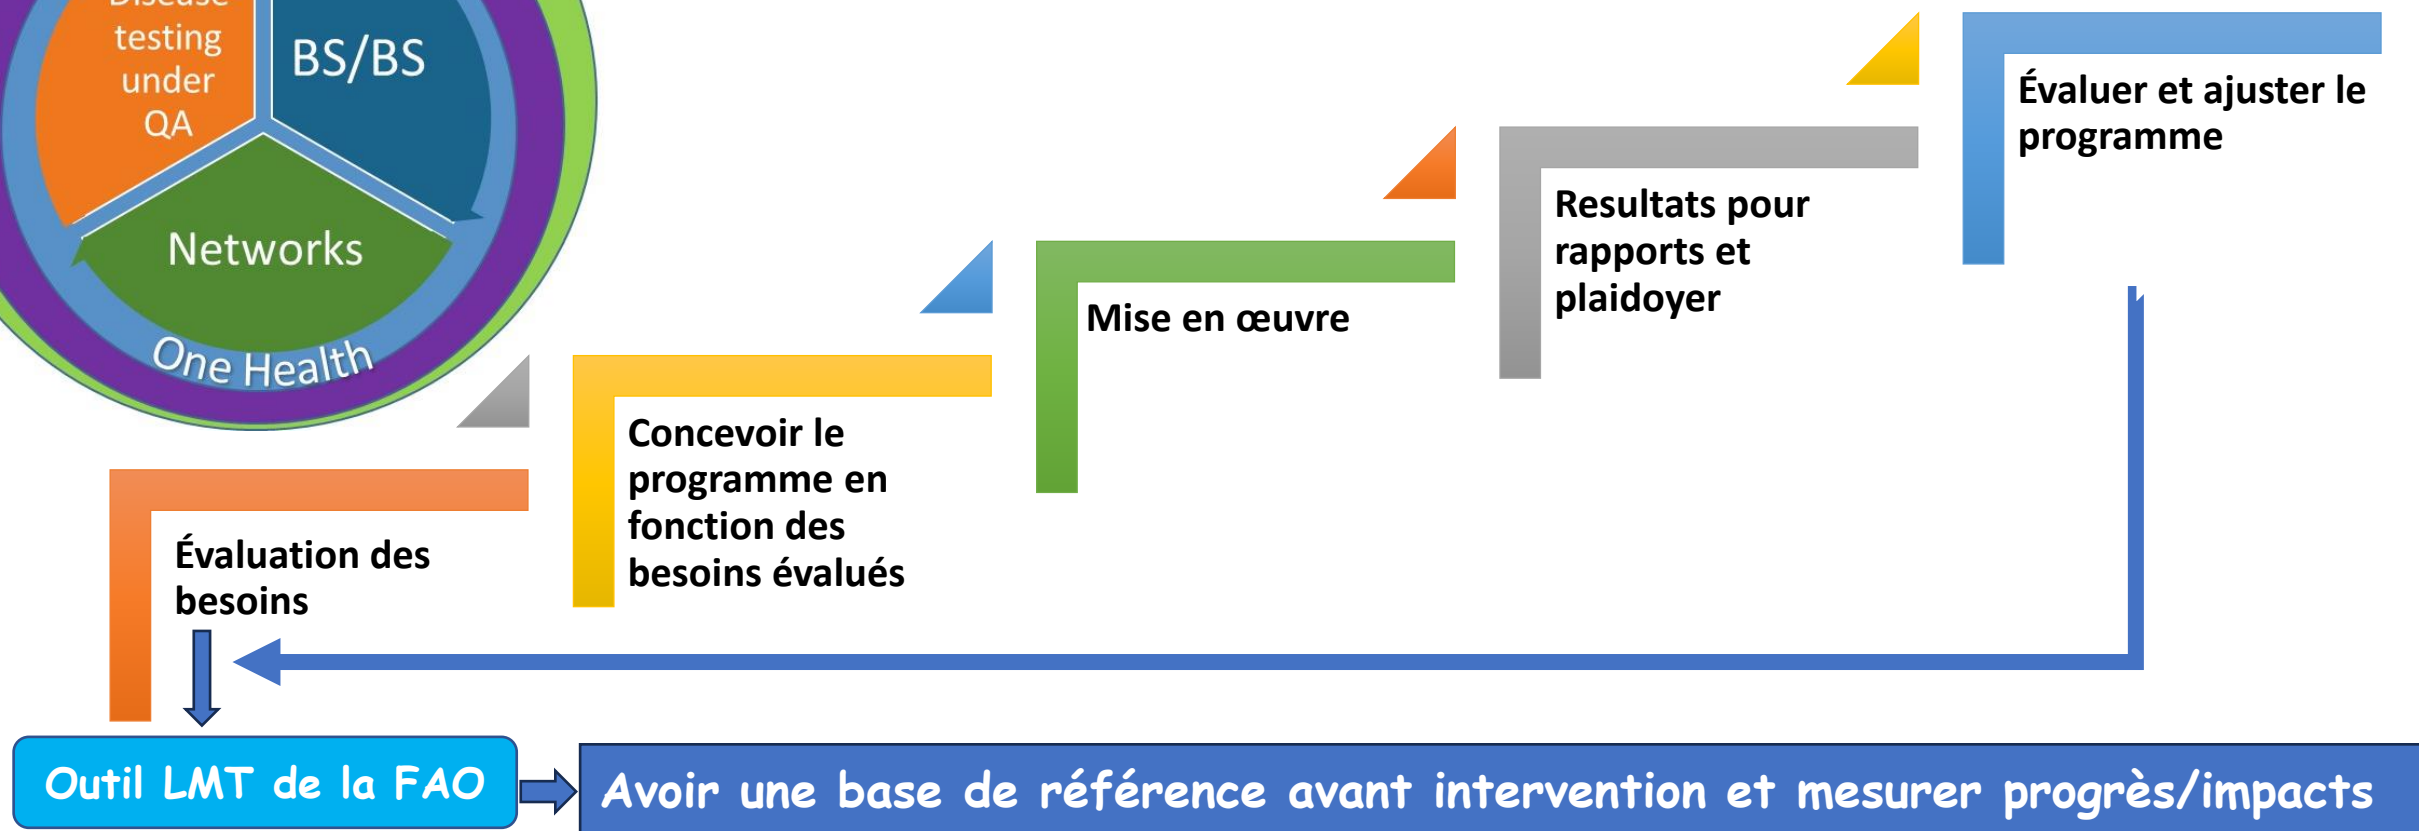 Disease
testing
under
QA
BS/BS
Networks
One Health
Évaluation des
besoins
Concevoir le
programme en
fonction des
besoins évalués
Mise en œuvre
Resultats pour
rapports et
plaidoyer
Évaluer et ajuster le
programme
Outil LMT de la FAO
Avoir une base de référence avant intervention et mesurer progrès/impacts